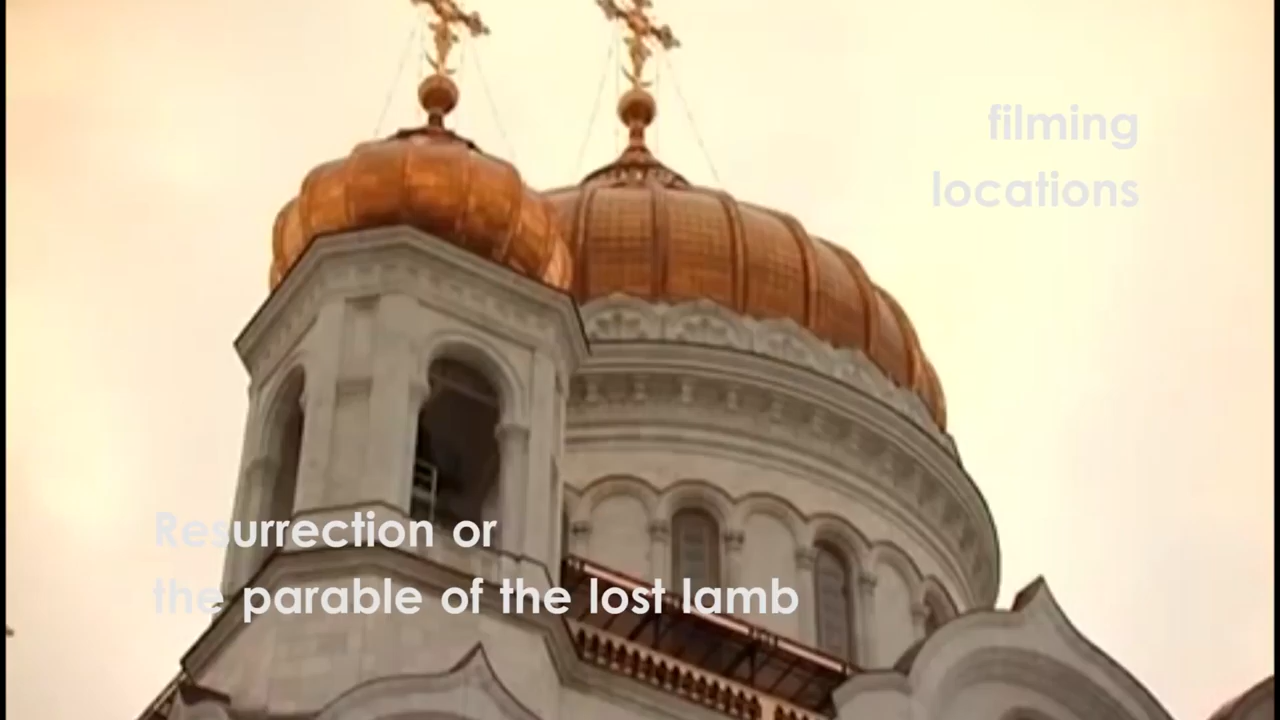 filming
locations
Resurrection or
the parable of the lost lamb